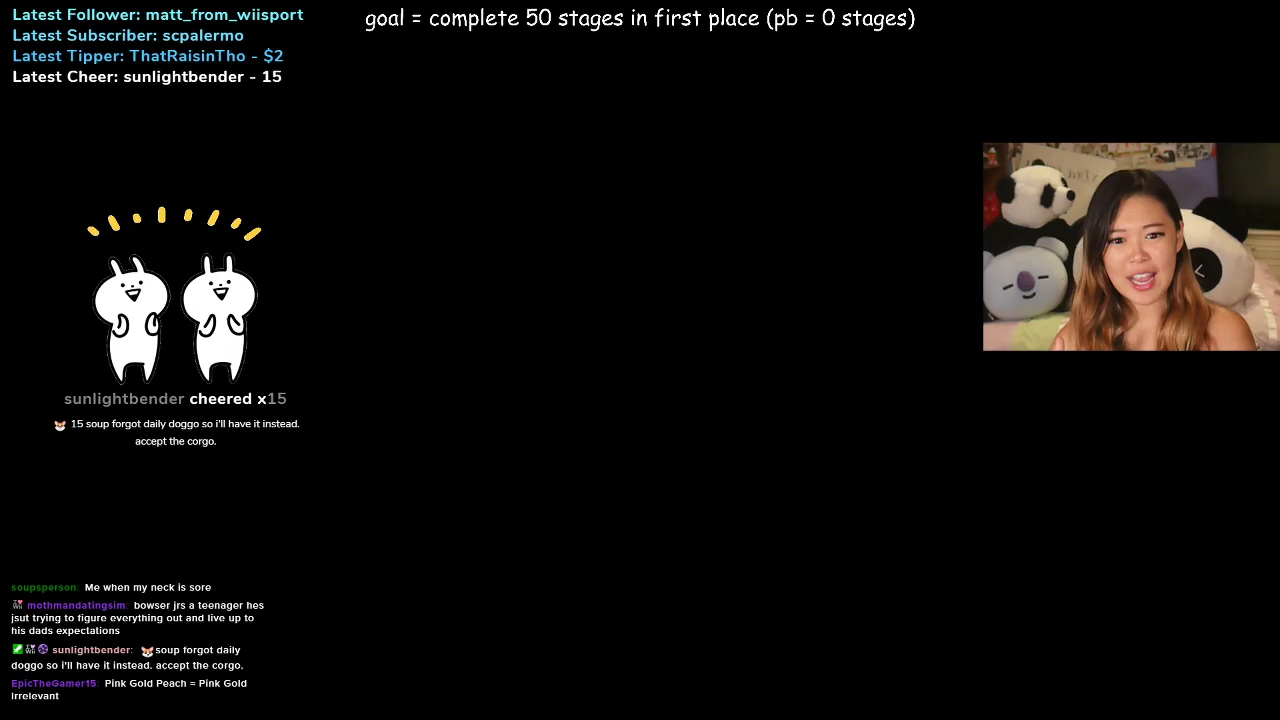 Latest Follower: matt_from_wiisport
Latest Subscriber: scpalermo
Latest Tipper: ThatRaisinTho - $2
Latest Cheer: sunlightbender - 15
goal = complete 50 stages in first place (pb = 0 stages)
sunlightbender cheered x15
15 soup forgot daily doggo so i'll have it instead.
accept the corgo.
soupsperson: Me when my neck is sore
mothmandatingsim: bowser jrs a teenager hes
jsut trying to figure everything out and live up to
his dads expectations
sunlightbender: soup forgot daily
doggo so i'll have it instead. accept the corgo.
EpicTheGamer15: Pink Gold Peach = Pink Gold
Irrelevant